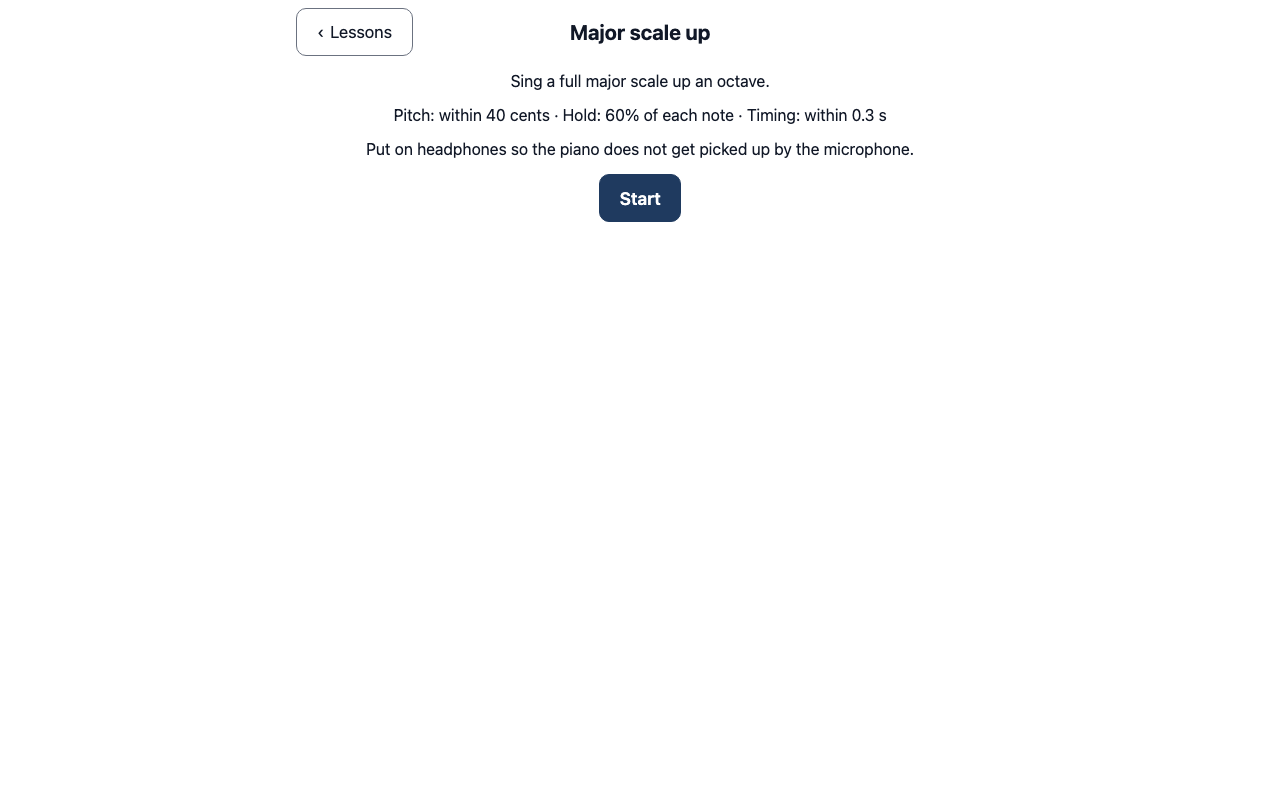 ‹ Lessons
Major scale up
Sing a full major scale up an octave.
Pitch: within 40 cents · Hold: 60% of each note · Timing: within 0.3 s
Put on headphones so the piano does not get picked up by the microphone.
Start